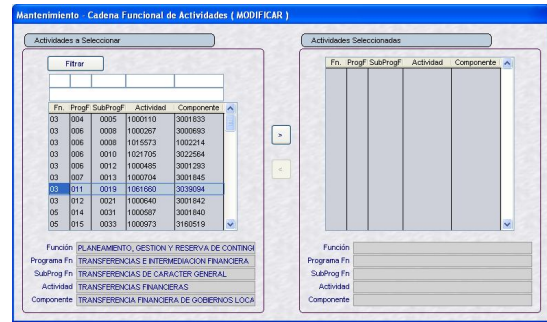 Mantenimiento - Cadena Funcional de Actividades ( MODIFICAR )
Actividades a Seleccionar
Filtrar
Fn. ProgF SubProgF Actividad Componente
03 004 0005 1000110 3001833
03 006 0008 1000267 3000693
03 006 0008 1015573 1002214
03 006 0010 1021705 3022564
03 006 0012 1000485 3001293
03 007 0013 1000704 3001845
03 011 0019 1061660 3039094
03 012 0021 1000640 3001842
05 014 0031 1000587 3001840
05 015 0033 1000973 3160519
Función PLANEAMIENTO, GESTION Y RESERVA DE CONTINGI
Programa Fn TRANSFERENCIAS E INTERMEDIACION FINANCIERA
SubProg Fn TRANSFERENCIAS DE CARACTER GENERAL
Actividad TRANSFERENCIAS FINANCIERAS
Componente TRANSFERENCIA FINANCIERA DE GOBIERNOS LOCA
>
<
Actividades Seleccionadas
Fn. ProgF SubProgF Actividad Componente
Función
Programa Fn
SubProg Fn
Actividad
Componente